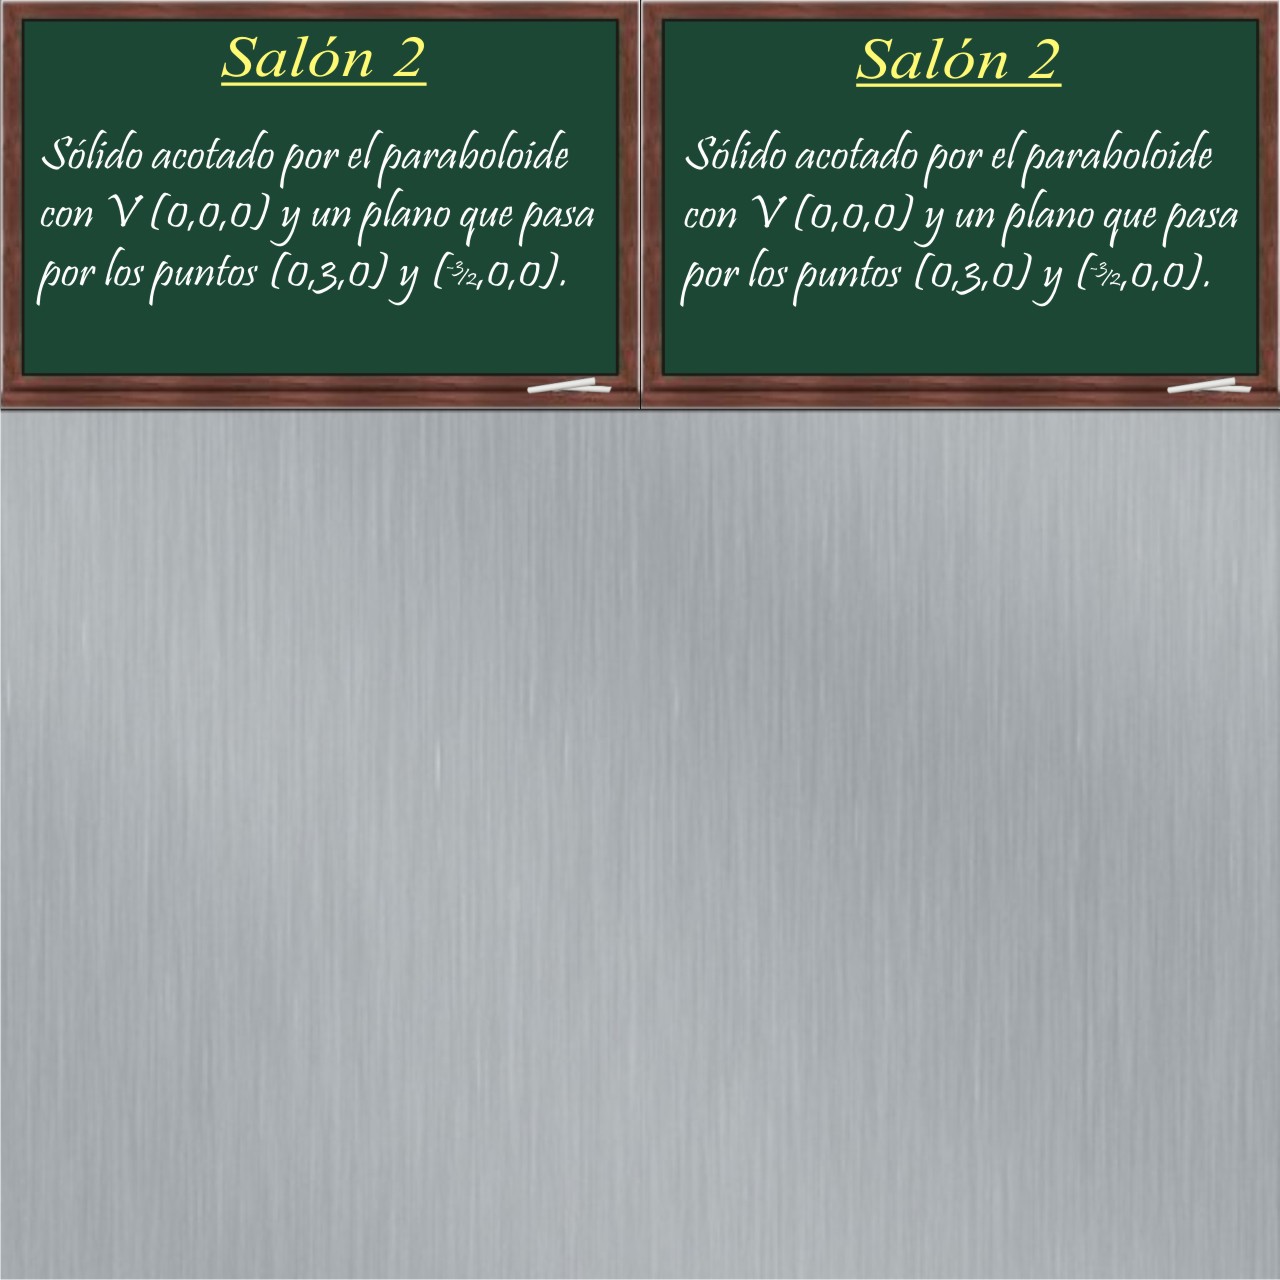 Salón 2
Sólido acotado por el paraboloide
con V (0,0,0) y un plano que pasa
por los puntos (0,3,0) y (-3/2,0,0).
Salón 2
Sólido acotado por el paraboloide
con V (0,0,0) y un plano que pasa
por los puntos (0,3,0) y (-3/2,0,0).